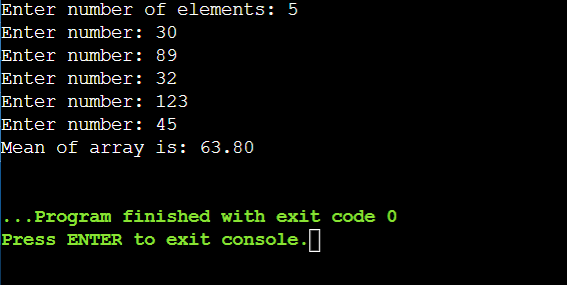 Enter number of elements: 5
Enter number: 30
Enter number: 89
Enter number: 32
Enter number: 123
Enter number: 45
Mean of array is: 63.80
...Program finished with exit code 0
Press ENTER to exit console.